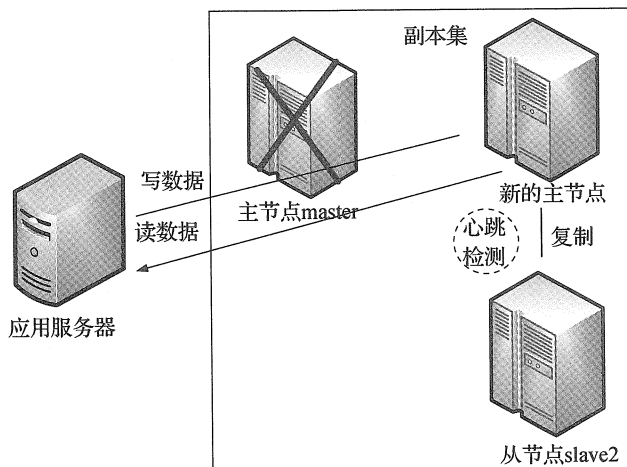 副本集
写数据
主节点master
新的主节点
读数据
心跳
检测
复制
应用服务器
从节点slave2